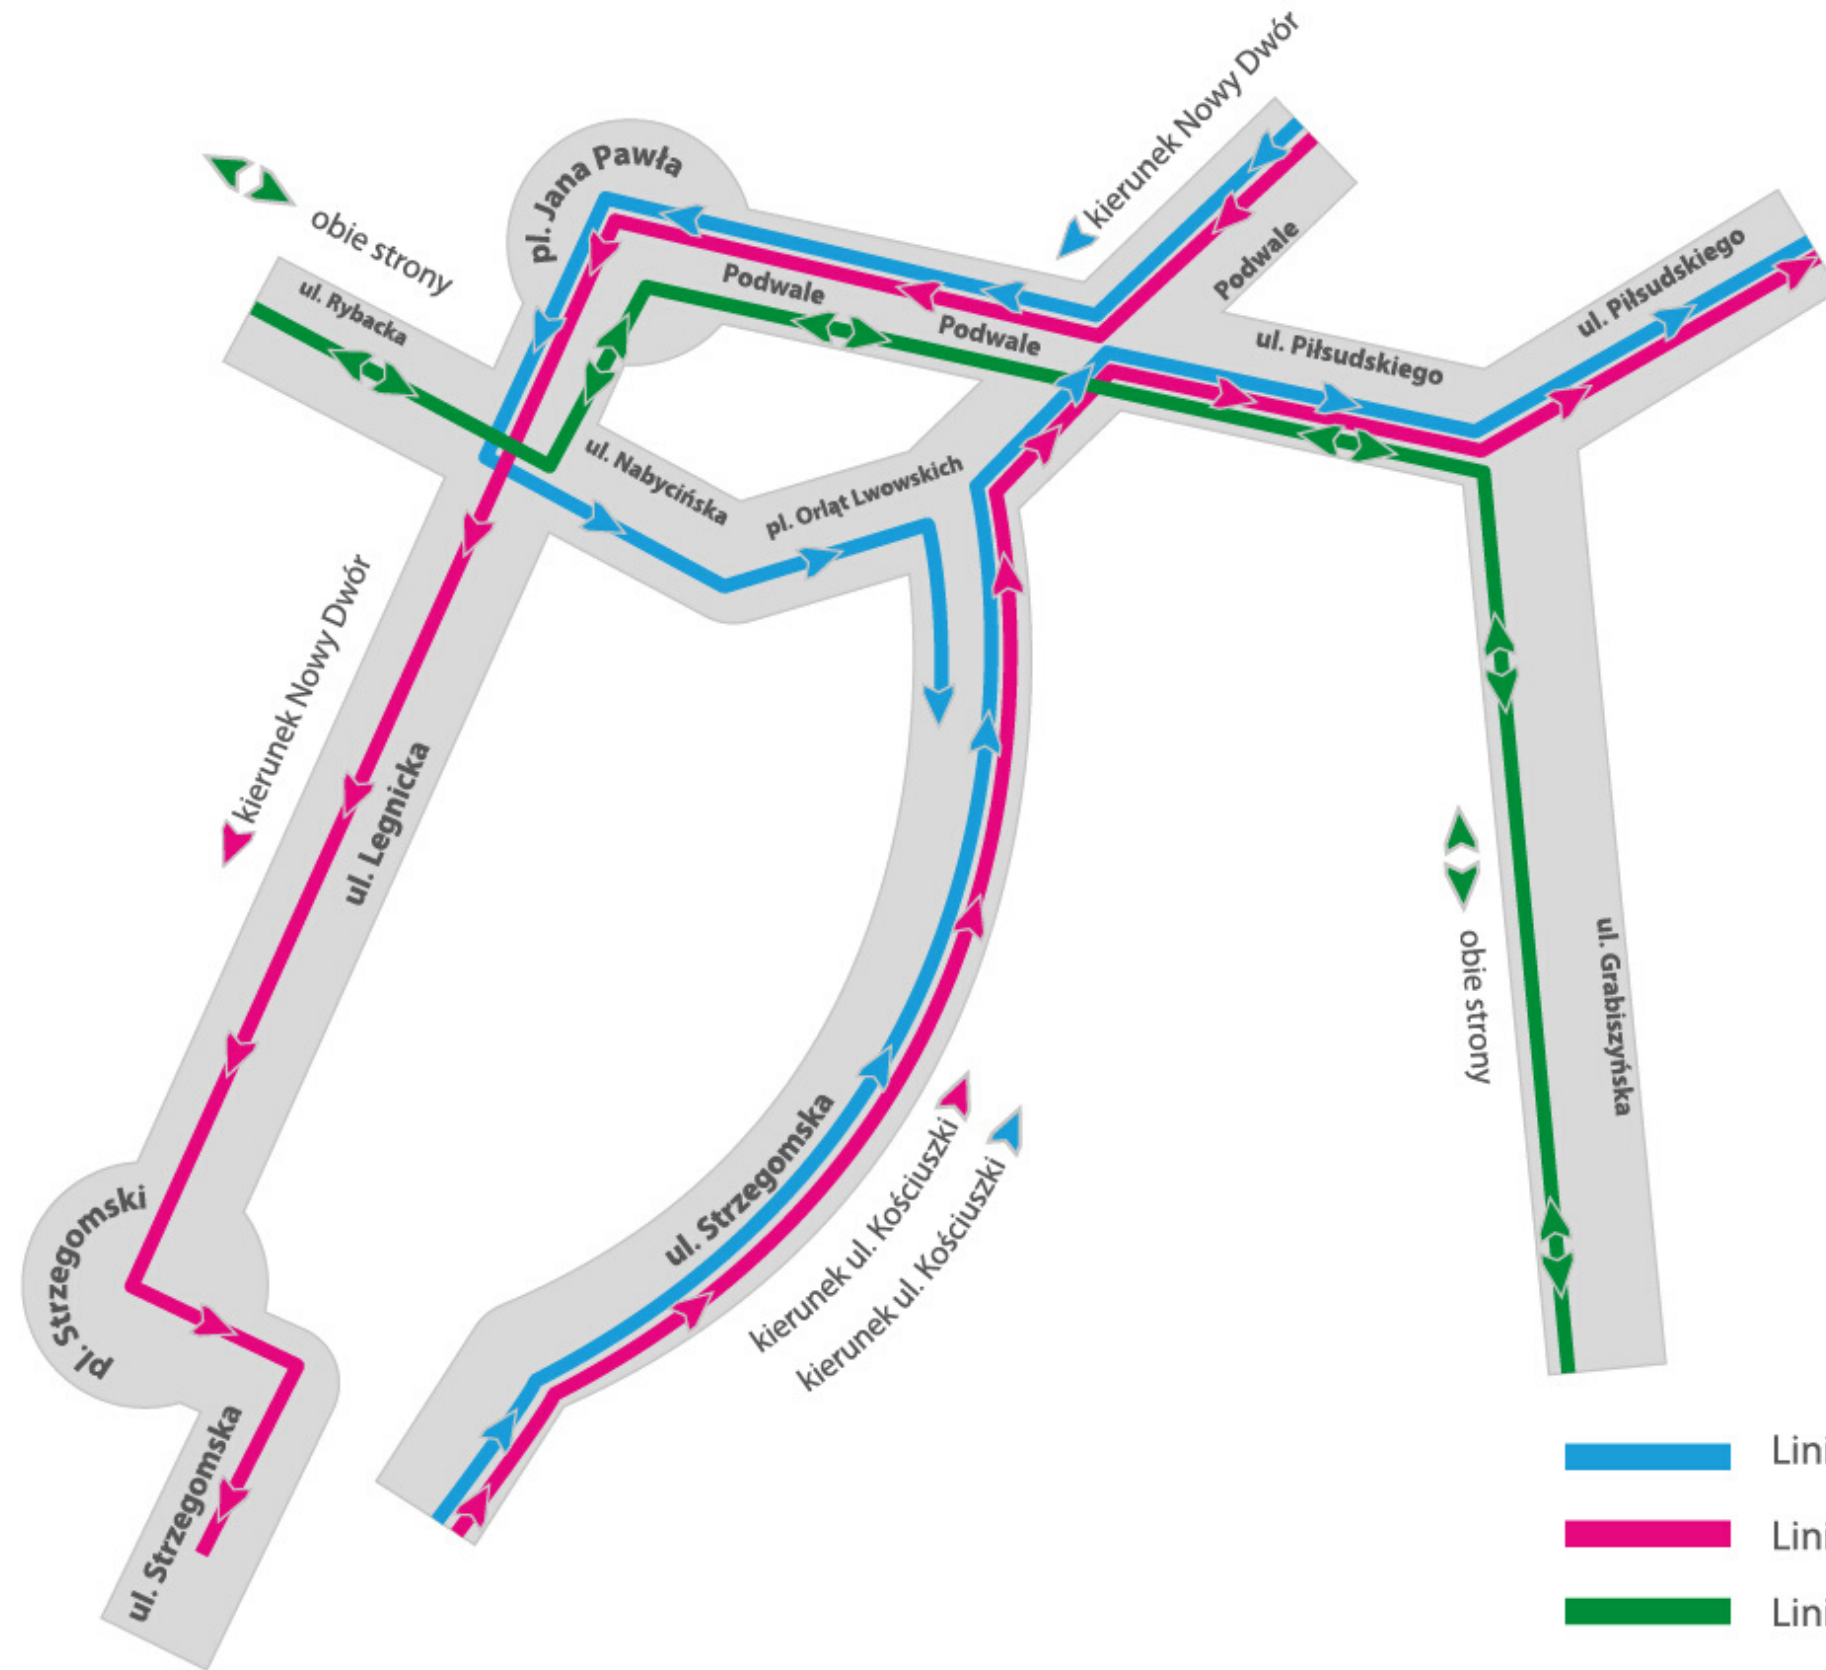 kierunek Nowy Dwór
pl. Jana Pawła
obie strony
ul. Rybacka
Podwale
Podwale
Podwale
ul. Piłsudskiego
ul. Piłsudskiego
ul. Nabycińska
pl. Orląt Lwowskich
kierunek Nowy Dwór
ul. Legnicka
obie strony
ul. Grabiszyńska
ul. Strzegomska
kierunek ul. Kościuszki
kierunek ul. Kościuszki
pl. Strzegomski
ul. Strzegomska
Lini
Lini
Lini